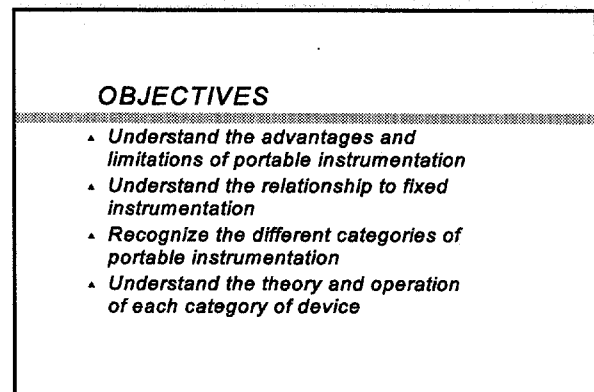 OBJECTIVES
▲ Understand the advantages and
limitations of portable instrumentation
▲ Understand the relationship to fixed
instrumentation
▲ Recognize the different categories of
portable instrumentation
▲ Understand the theory and operation
of each category of device